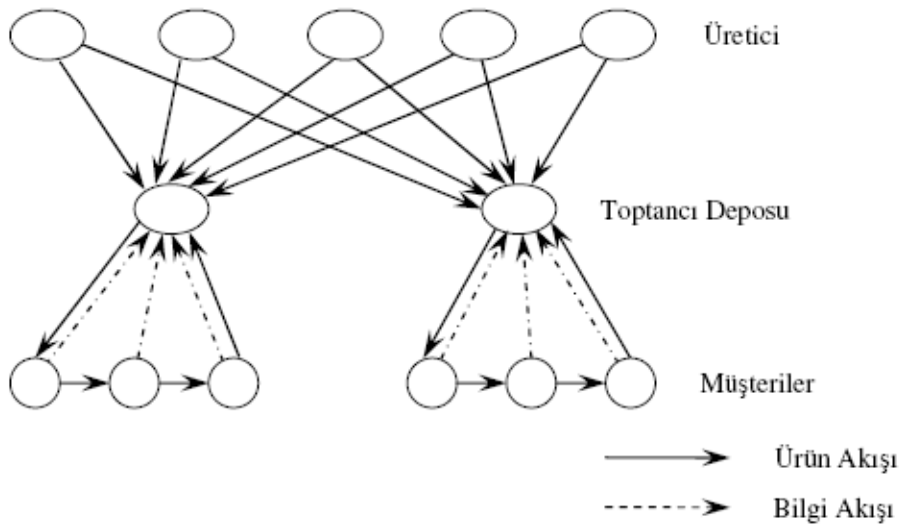 Üretici
Toptancı Deposu
Müşteriler
Ürün Akışı
Bilgi Akışı